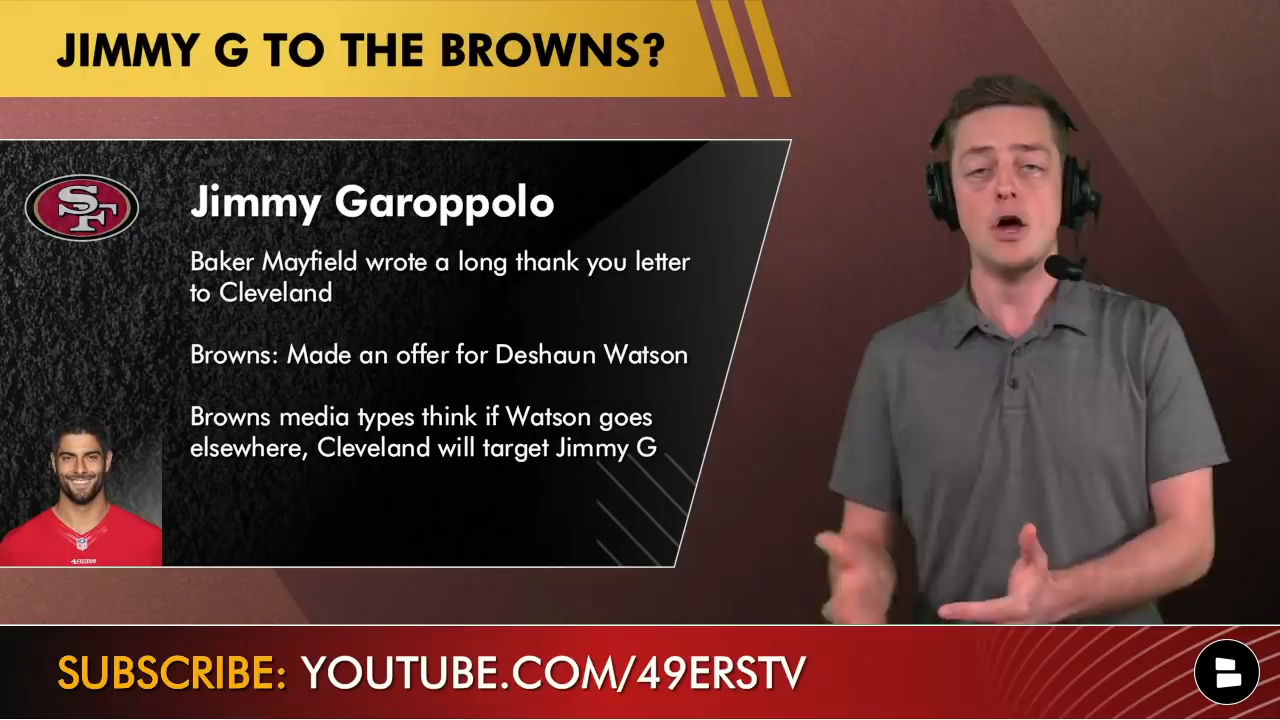 JIMMY G TO THE BROWNS?
SF
Jimmy Garoppolo
Baker Mayfield wrote a long thank you letter
to Cleveland
Browns: Made an offer for Deshaun Watson
Browns media types think if Watson goes
elsewhere, Cleveland will target Jimmy G
49ERS
SUBSCRIBE: YOUTUBE.COM/49ERSTV